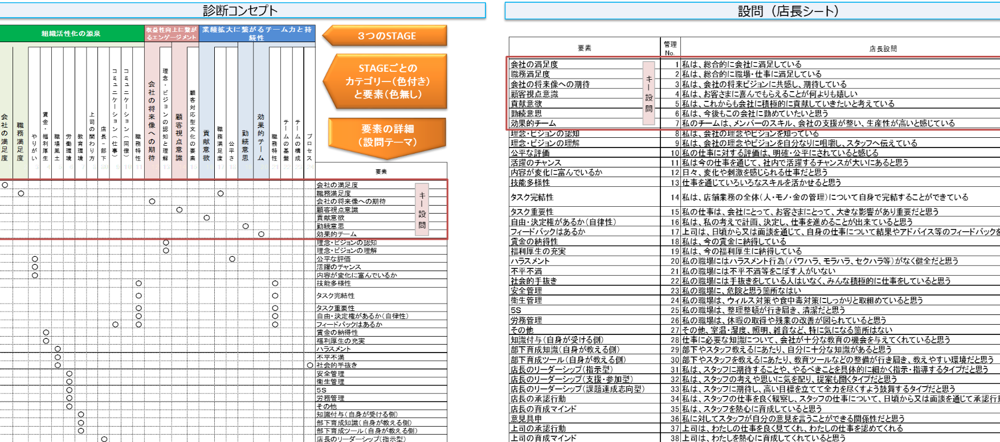 診断コンセプト
組織活性化の源泉
収益性向上に繋が
るエンゲージメント
業績拡大に繋がるチーム力と持
続性
会社の満足度
職務満足度
やりがい
賃金・福利厚生
職場風土
労働環境
教育環境
上司の関わり方
店長-部下
コミュニケーション(仕事)
コミュニケーション(同僚)
職務特性
会社の将来像への期待
理念・ビジョンの認知と理解
顧客視点意識
顧客対応型文化の要素
貢献意欲
職務満足度
公平さ
勤続意思
効果的チーム
職務特性
チームの基盤
チームの構成
プロセス
3つのSTAGE
STAGEごとの
カテゴリー(色付き)
と要素(色無し)
要素の詳細
(設問テーマ)
要素
会社の満足度
職務満足度
会社の将来像への期待
顧客視点意識
貢献意欲
勤続意思
効果的チーム
キー設問
理念・ビジョンの認知
理念・ビジョンの理解
公平な評価
活躍のチャンス
内容が変化に富んでいるか
技能多様性
タスク完結性
タスク重要性
自由・決定権があるか(自律性)
フィードバックはあるか
賃金の納得性
福利厚生の充実
ハラスメント
不平不満
社会的手抜き
安全管理
衛生管理
5S
労務管理
その他
知識付与(自身が受ける側)
部下育成知識(自身が教える側)
部下育成ツール(自身が教える側)
店長のリーダーシップ(指示型)
設問(店長シート)
要素 管理No. 店長設問
キー設問
会社の満足度 1 私は、総合的に会社に満足している
職務満足度 2 私は、総合的に職場・仕事に満足している
会社の将来像への期待 3 私は、会社の将来ビジョンに共感し、期待している
顧客視点意識 4 私は、お客さまに喜んでもらえることが何よりも嬉しい
貢献意欲 5 私は、これからも会社に積極的に貢献していきたいと考えている
勤続意思 6 私は、今後もこの会社に勤めていたいと思う
効果的チーム 7 私のチームは、メンバーのスキル、会社の支援が整い、生産性が高いと感じている
理念・ビジョンの認知 8 私は、会社の理念やビジョンを知っている
理念・ビジョンの理解 9 私は、会社の理念やビジョンを自分なりに咀嚼し、スタッフへ伝えている
公平な評価 10 私の仕事に対する評価は、明確・公平にされていると感じる
活躍のチャンス 11 私は今の仕事を通じて、社内で活躍するチャンスが大いにあると思う
内容が変化に富んでいるか 12 日々、変化や刺激を感じられる仕事だと思う
技能多様性 13 仕事を通じていろいろなスキルを活かせると思う
タスク完結性 14 私は、店舗業務の全体(人・モノ・金の管理)について自身で完結することができている
タスク重要性 15 私の仕事は、会社にとって、お客さまにとって、大きな影響があり重要だと思う
自由・決定権があるか(自律性) 16 私は、私の考えで計画、決定し、仕事を進めることが出来ていると思う
フィードバックはあるか 17 上司は、日頃から又は面談を通じて、自身の仕事について結果やアドバイス等のフィードバックを
賃金の納得性 18 私は、今の賃金に納得している
福利厚生の充実 19 私は、今の福利厚生に納得している
ハラスメント 20 私の職場にはハラスメント行為(パワハラ、モラハラ、セクハラ等)がなく健全だと思う
不平不満 21 私の職場には不平不満等をこぼす人がいない
社会的手抜き 22 私の職場には手抜きをしている人はいなく、みんな積極的に仕事をしていると思う
安全管理 23 私の職場に、危険と思う箇所なはい
衛生管理 24 私の職場は、ウィルス対策や食中毒対策にしっかりと取組めていると思う
5S 25 私の職場は、整理整頓が行き届き、清潔だと思う
労務管理 26 私の職場は、休暇の取得や残業の改善が図られていると思う
その他 27 その他、室温・湿度、照明、雑音など、特に気になる箇所はない
知識付与(自身が受ける側) 28 仕事に必要な知識について、会社が十分な教育の機会を与えてくれていると思う
部下育成知識(自身が教える側) 29 部下やスタッフ教えるにあたり、自分に十分な知識があると思う
部下育成ツール(自身が教える側) 30 部下やスタッフを教えるにあたり、教育ツールなどの整備が行き届き、教えやすい環境だと思う
店長のリーダーシップ(指示型) 31 私は、スタッフに期待することや、やるべきことを具体的に細かく指示・指導するタイプだと思う
店長のリーダーシップ(支援・参加型) 32 私は、スタッフの考えや思いに気を配り、提案も聞くタイプだと思う
店長のリーダーシップ(課題達成志向型) 33 私は、スタッフに期待し、高い目標を立てて全力を尽くすよう鼓舞するタイプだと思う
店長の承認行動 34 私は、スタッフの仕事を良く観察し、スタッフの仕事について、日頃から又は面談を通じて承認行動
店長の育成マインド 35 私は、スタッフを熱心に育成していると思う
意見具申 36 私に対してスタッフが自分の意見を言うことができる関係性だと思う
上司の承認行動 37 上司は、わたしの仕事を良く見てくれ、わたしの仕事を認めてくれる
上司の育成マインド 38 上司は、わたしを熱心に育成してくれていると思う